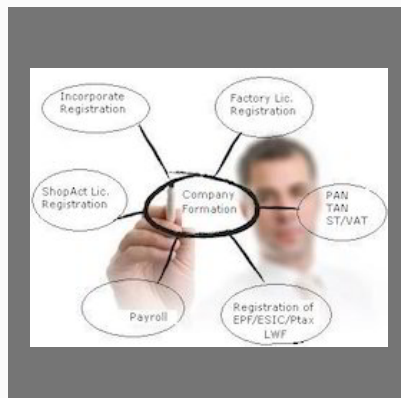 Incorporate
Registration
Factory Lic.
Registration
ShopAct Lic.
Registration
Company
Formation
PAN
TAN
ST/VAT
Payroll
Registration of
EPF/ESIC/Ptax
LWF